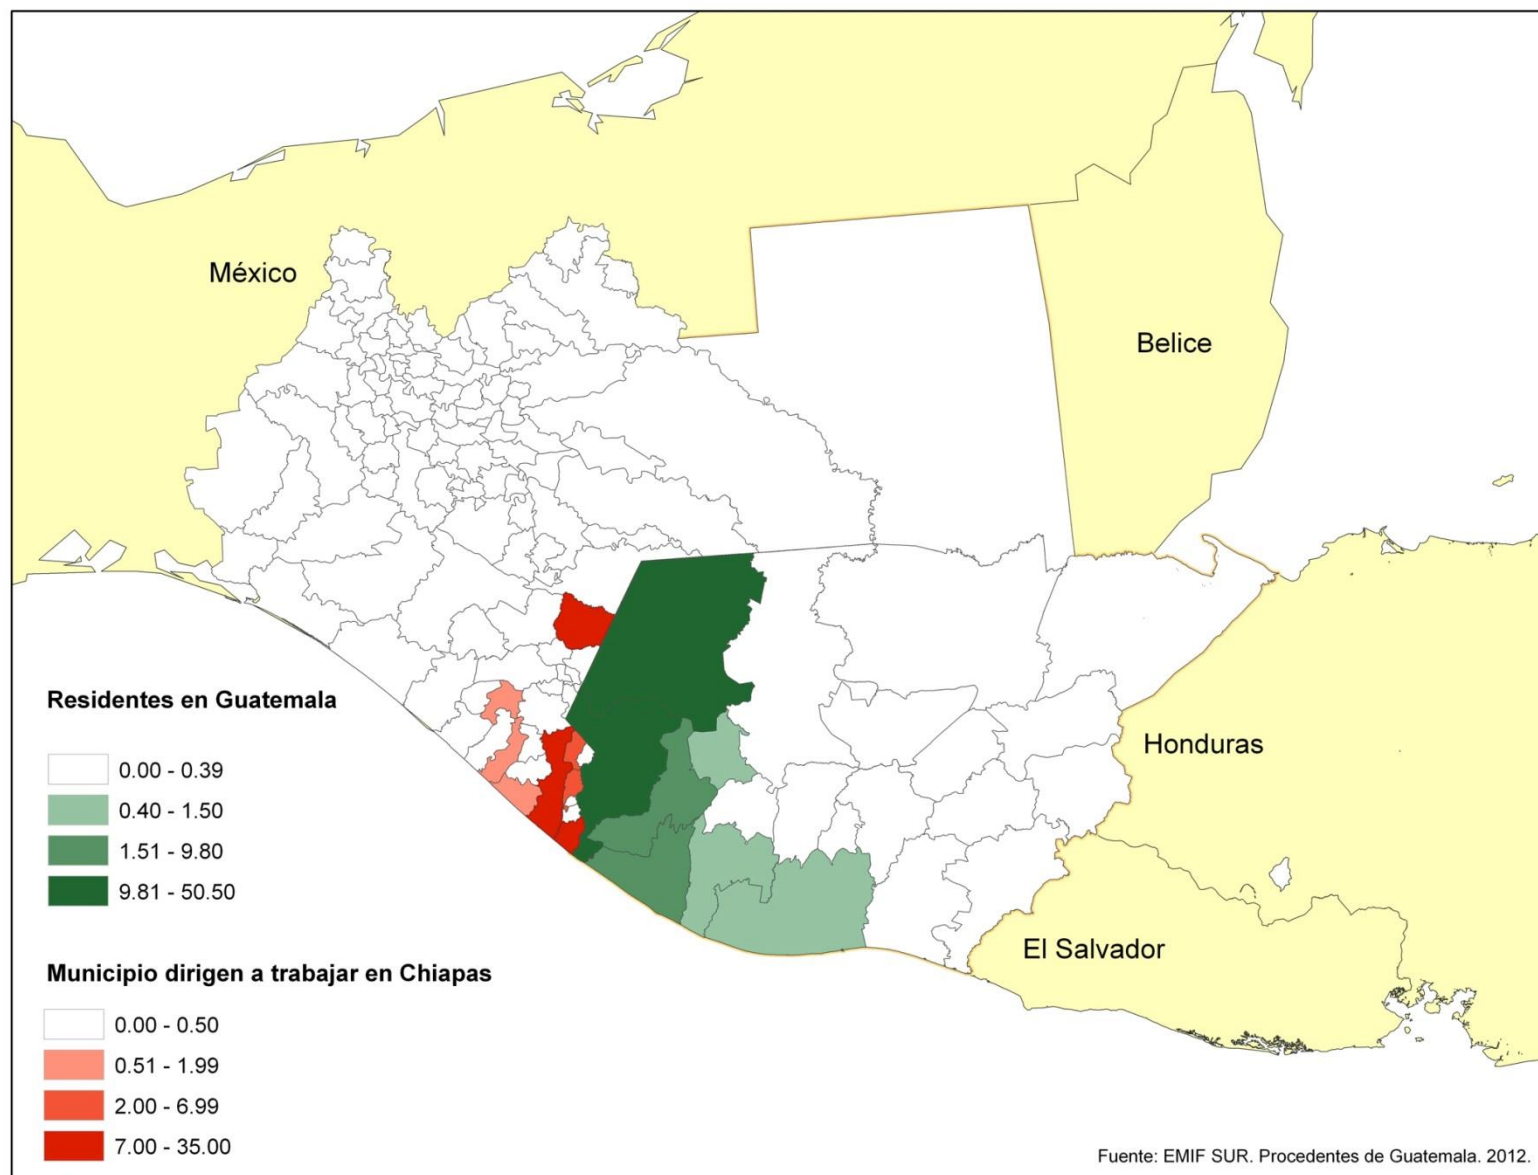 México
Belice
Residentes en Guatemala
0.00 - 0.39
0.40 - 1.50
1.51 - 9.80
9.81 - 50.50
Honduras
El Salvador
Municipio dirigen a trabajar en Chiapas
0.00 - 0.50
0.51 - 1.99
2.00 - 6.99
7.00 - 35.00
Fuente: EMIF SUR. Procedentes de Guatemala. 2012.